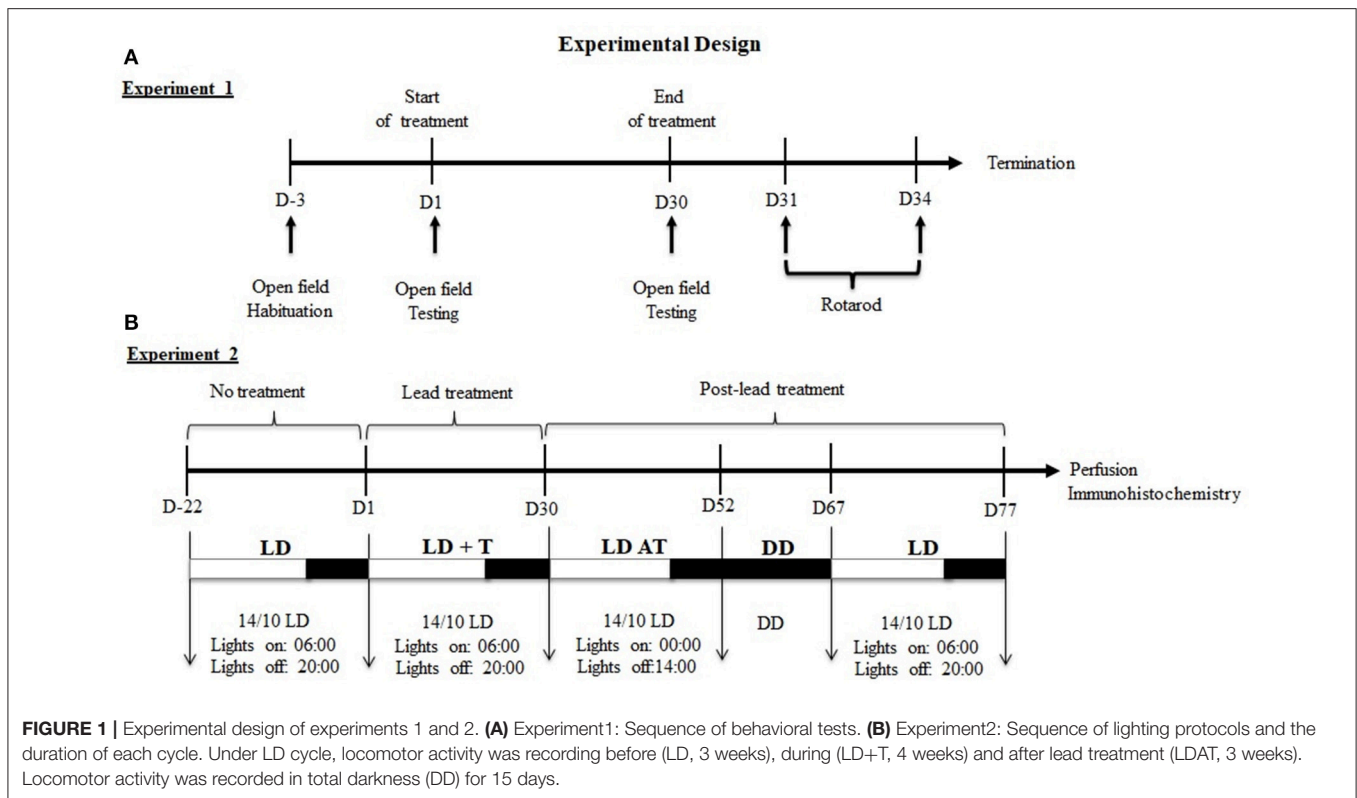 Experimental Design
A
Experiment 1
Start
of treatment
End
of treatment
Termination
D-3
D1
D30
D31
D34
Open field
Habituation
Open field
Testing
Open field
Testing
Rotarod
B
Experiment 2
No treatment
Lead treatment
Post-lead treatment
Perfusion
Immunohistochemistry
D-22
D1
D30
D52
D67
D77
LD
LD + T
LD AT
DD
LD
14/10 LD
Lights on: 06:00
Lights off: 20:00
14/10 LD
Lights on: 06:00
Lights off: 20:00
14/10 LD
Lights on: 00:00
Lights off:14:00
DD
14/10 LD
Lights on: 06:00
Lights off: 20:00
FIGURE 1 | Experimental design of experiments 1 and 2. (A) Experiment1: Sequence of behavioral tests. (B) Experiment2: Sequence of lighting protocols and the
duration of each cycle. Under LD cycle, locomotor activity was recording before (LD, 3 weeks), during (LD+T, 4 weeks) and after lead treatment (LDAT, 3 weeks).
Locomotor activity was recorded in total darkness (DD) for 15 days.